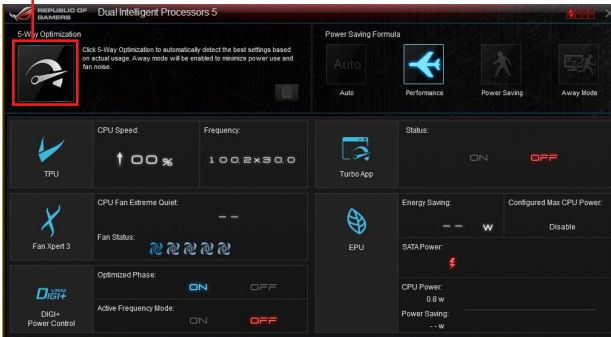 REPUBLIC OF
GAMERS
Dual Intelligent Processors 5
5-Way Optimization
Click 5-Way Optimization to automatically detect the best settings based
on actual usage. Away mode will be enabled to minimize power use and
fan noise.
Power Saving Formula
Auto
Auto
Performance
Power Saving
Away Mode
TPU
CPU Speed:
00 %
Frequency:
100.2x30.0
Turbo App
Status:
ON OFF
Fan Xpert 3
CPU Fan Extreme Quiet:
--
Fan Status:
EPU
Energy Saving:
-- w
Configured Max CPU Power:
Disable
SATA Power:
CPU Power:
0.8 w
Power Saving:
-- w
DIGI+ VRM
DIGI+
Power Control
Optimized Phase:
ON OFF
Active Frequency Mode:
ON OFF